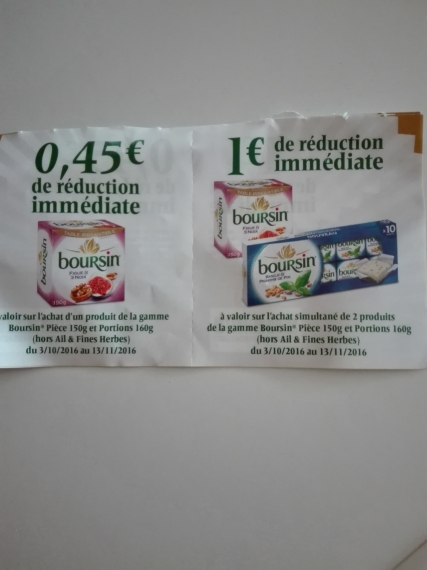 0,45€
de réduction
immédiate
boursin
valoir sur l'achat d'un produit de la gamme
Boursin® Pièce 150g et Portions 160g
(hors Ail & Fines Herbes)
du 3/10/2016 au 13/11/2016
1€ de réduction
immédiate
boursin
x10
boursin
à valoir sur l'achat simultané de 2 produits
de la gamme Boursin® Pièce 150g et Portions 160g
(hors Ail & Fines Herbes)
du 3/10/2016 au 13/11/2016